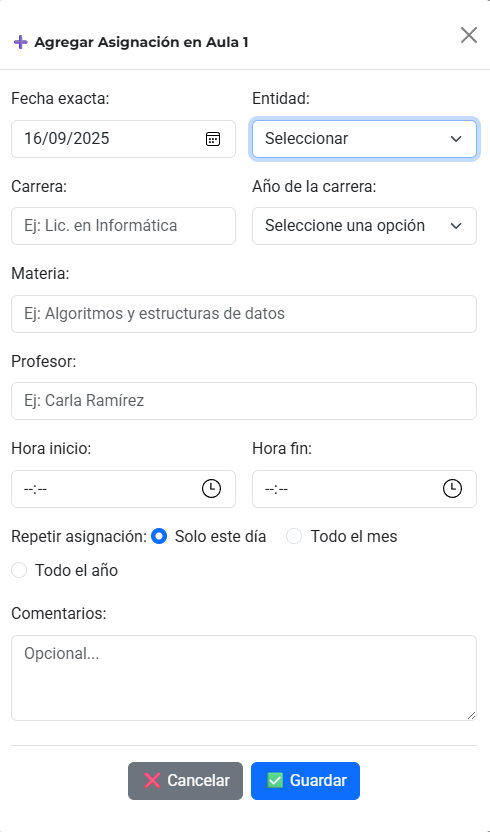 Agregar Asignación en Aula 1
Fecha exacta: Entidad:
16/09/2025 Seleccionar
Carrera: Año de la carrera:
Ej: Lic. en Informática Seleccione una opción
Materia:
Ej: Algoritmos y estructuras de datos
Profesor:
Ej: Carla Ramírez
Hora inicio: Hora fin:
--:-- --:--
Repetir asignación: Solo este día Todo el mes
Todo el año
Comentarios:
Opcional...
Cancelar Guardar